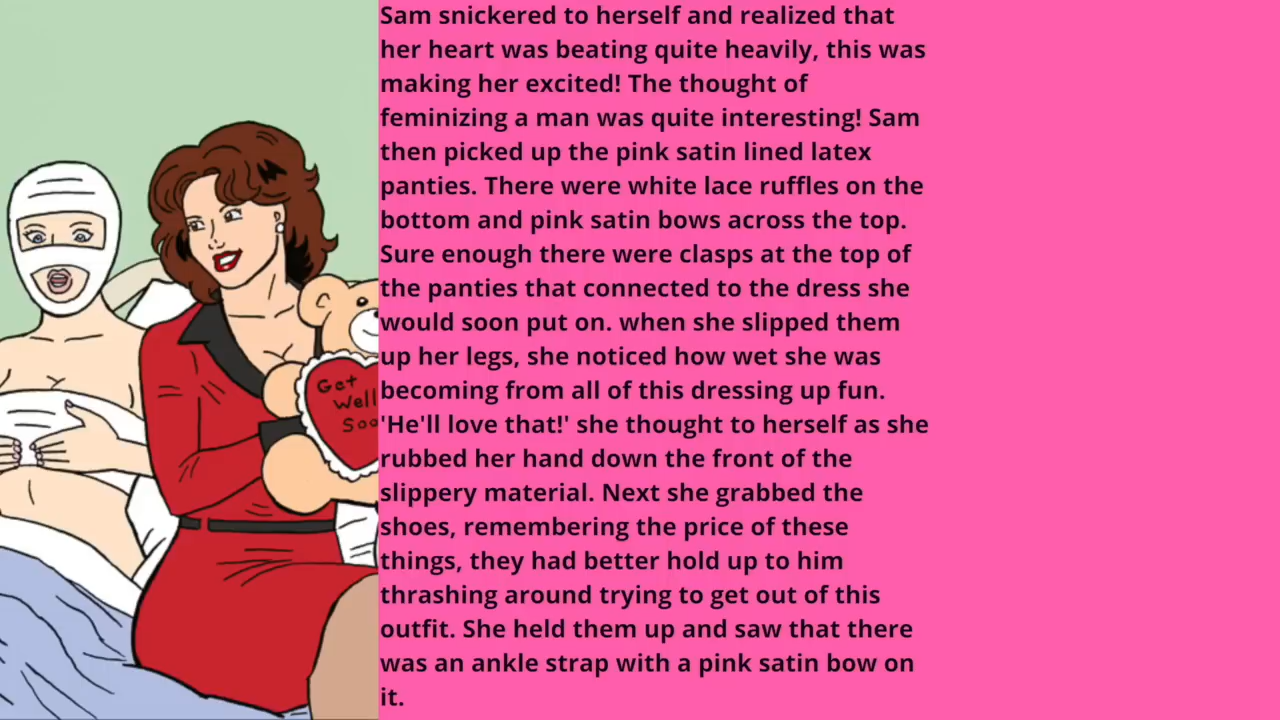 Sam snickered to herself and realized that
her heart was beating quite heavily, this was
making her excited! The thought of
feminizing a man was quite interesting! Sam
then picked up the pink satin lined latex
panties. There were white lace ruffles on the
bottom and pink satin bows across the top.
Sure enough there were clasps at the top of
the panties that connected to the dress she
would soon put on. when she slipped them
up her legs, she noticed how wet she was
becoming from all of this dressing up fun.
'He'll love that!' she thought to herself as she
rubbed her hand down the front of the
slippery material. Next she grabbed the
shoes, remembering the price of these
things, they had better hold up to him
thrashing around trying to get out of this
outfit. She held them up and saw that there
was an ankle strap with a pink satin bow on
it.
Get
Well
Soo